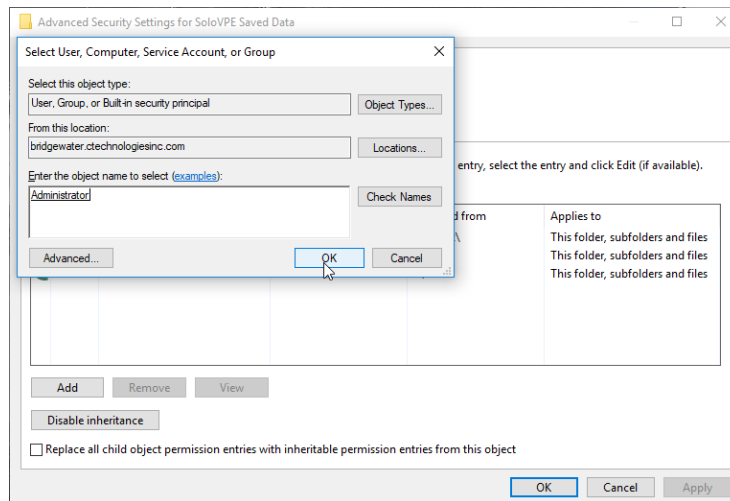 Advanced Security Settings for SoloVPE Saved Data
Select User, Computer, Service Account, or Group
Select this object type:
User, Group, or Built-in security principal
Object Types...
From this location:
bridgewater.ctechnologiesinc.com
Locations...
entry, select the entry and click Edit (if available).
Enter the object name to select (examples):
Administrator
Check Names
d from
Applies to
This folder, subfolders and files
Advanced...
OK
Cancel
This folder, subfolders and files
This folder, subfolders and files
Add
Remove
View
Disable inheritance
Replace all child object permission entries with inheritable permission entries from this object
OK
Cancel
Apply